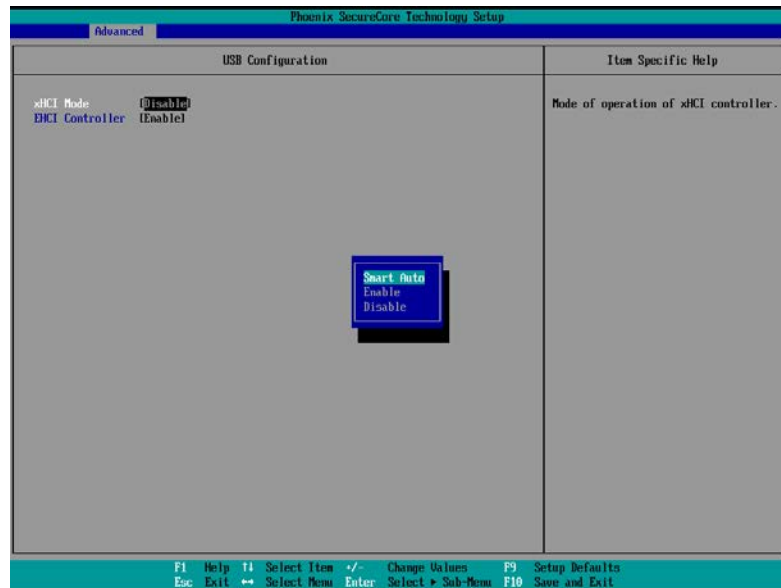 Phoenix SecureCore Technology Setup
Advanced
USB Configuration
Item Specific Help
xHCI Mode [Disable]
Mode of operation of xHCI controller.
EHCI Controller [Enable]
Smart Auto
Enable
Disable
F1 Help ↑↓ Select Item +/- Change Values F9 Setup Defaults
Esc Exit ↔ Select Menu Enter Select ▶ Sub-Menu F10 Save and Exit